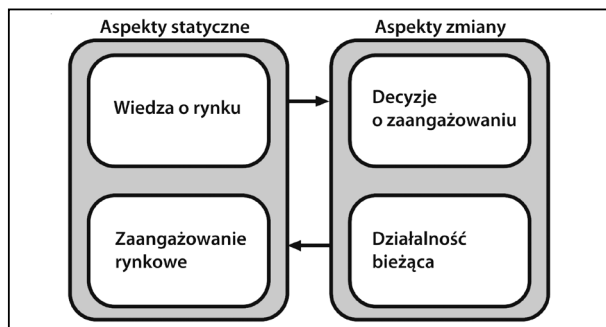 Aspekty statyczne
Aspekty zmiany
Wiedza o rynku
Decyzje
o zaangażowaniu
Zaangażowanie
rynkowe
Działalność
bieżąca